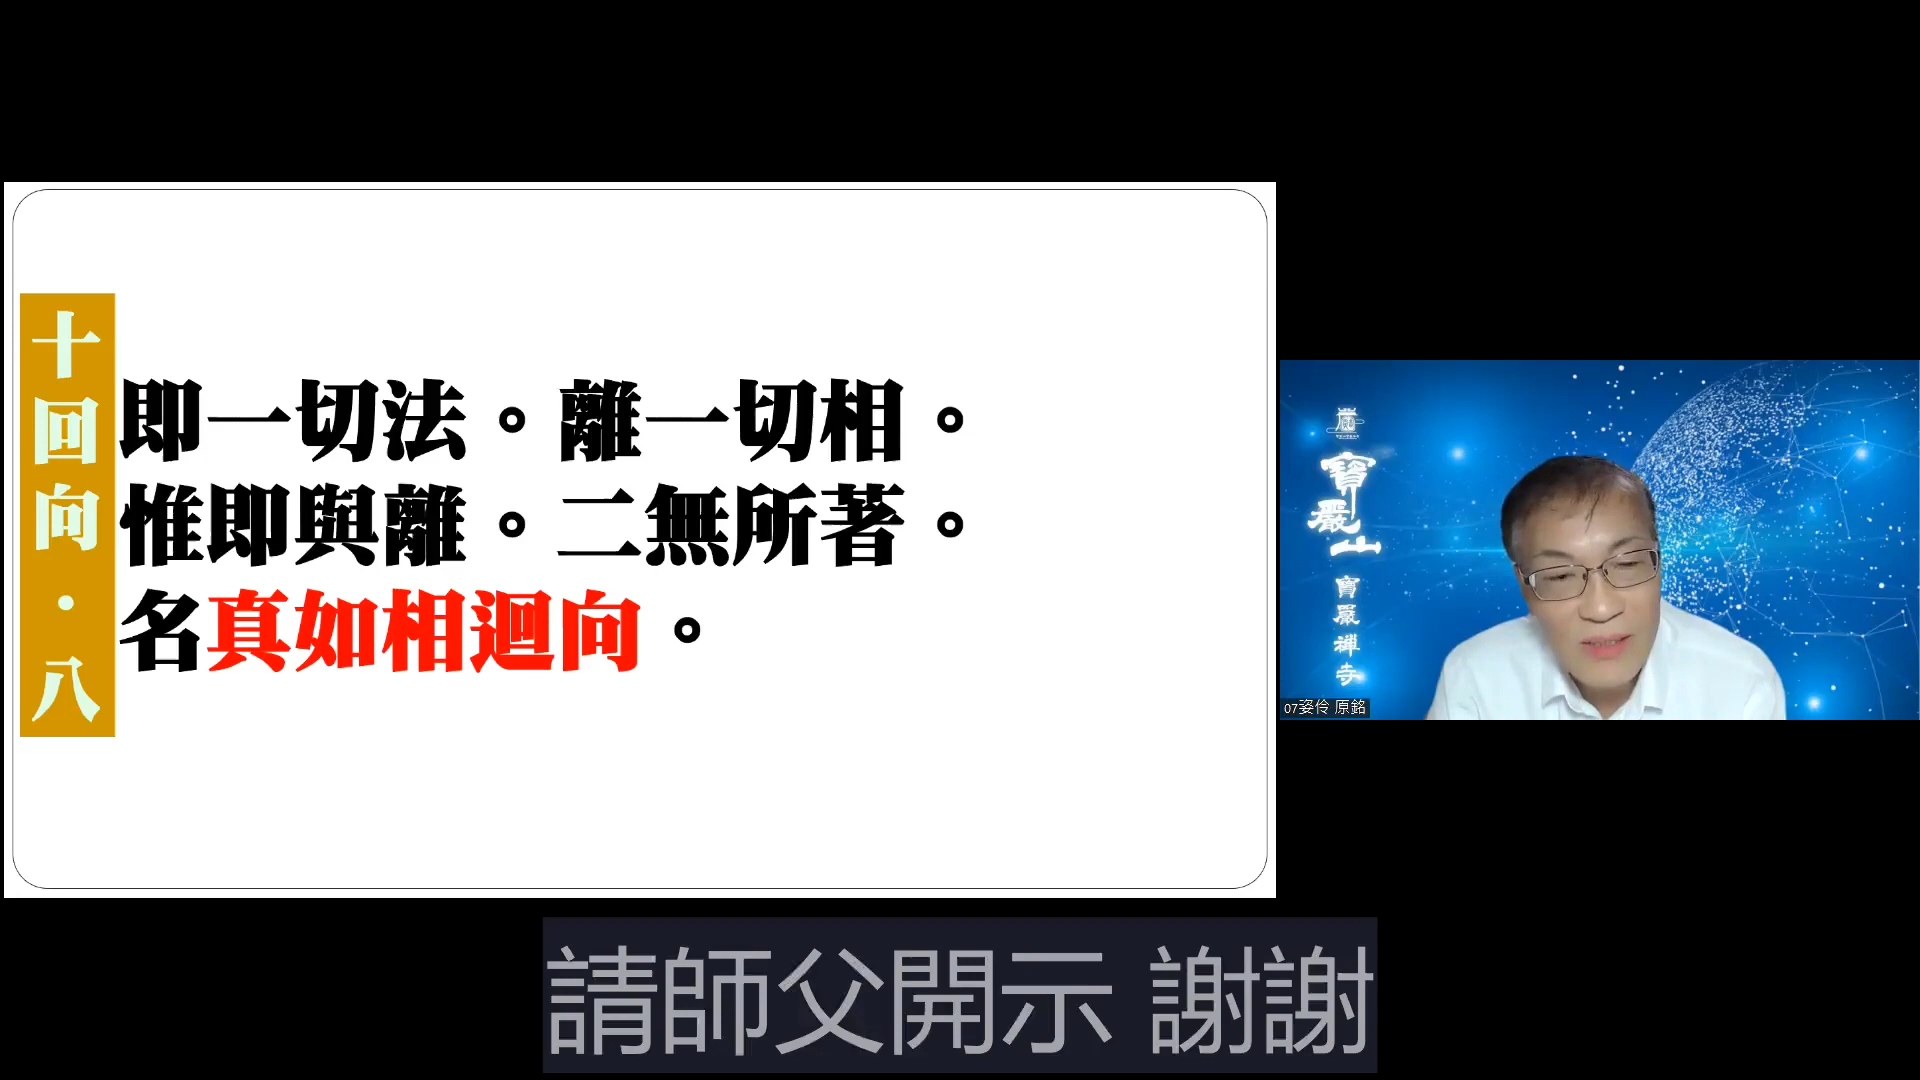 十回向·八
即一切法。離一切相。
惟即與離。二無所著。
名真如相迴向。
寶嚴山
寶嚴禪寺
07姿伶 原銘
請師父開示 謝謝